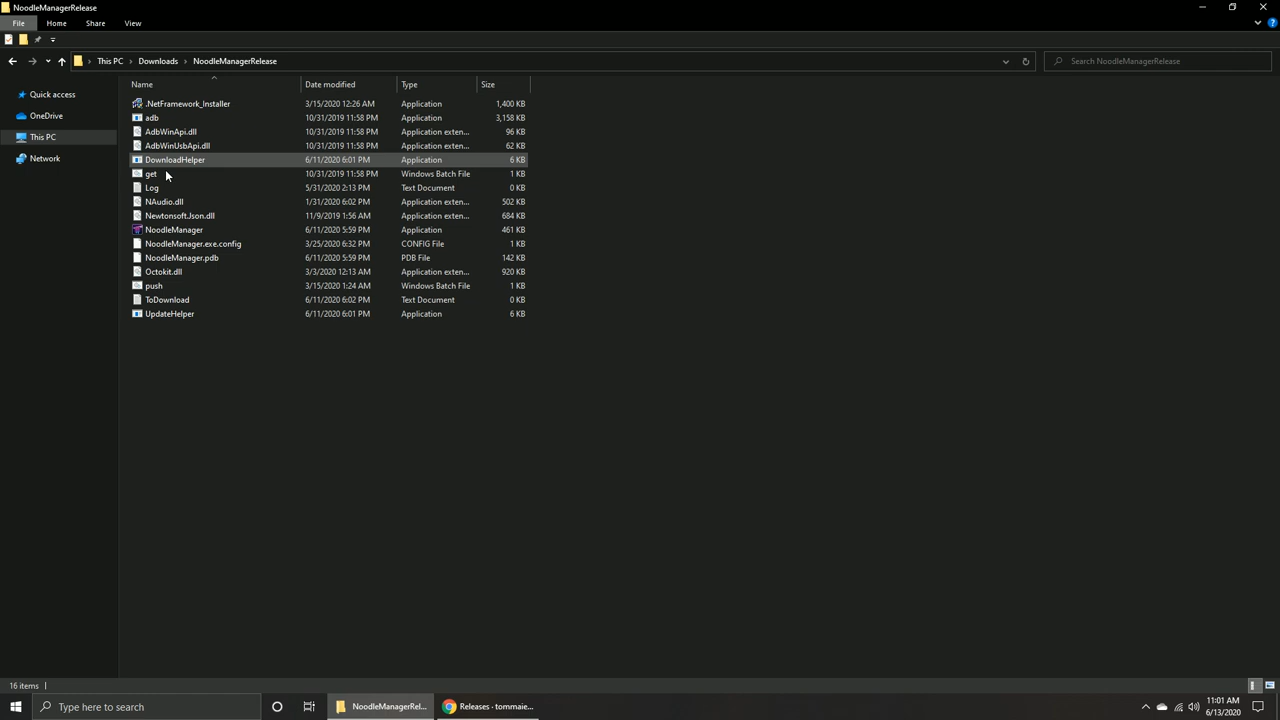 NoodleManagerRelease
File Home Share View
This PC Downloads NoodleManagerRelease Search NoodleManagerRelease
Name Date modified Type Size
Quick access
OneDrive
This PC
Network
.NetFramework_Installer 3/15/2020 12:26 AM Application 1,400 KB
adb 10/31/2019 11:58 PM Application 3,158 KB
AdbWinApi.dll 10/31/2019 11:58 PM Application exten... 96 KB
AdbWinUsbApi.dll 10/31/2019 11:58 PM Application exten... 62 KB
DownloadHelper 6/11/2020 6:01 PM Application 6 KB
get 10/31/2019 11:58 PM Windows Batch File 1 KB
Log 5/31/2020 2:13 PM Text Document 0 KB
NAudio.dll 1/31/2020 6:02 PM Application exten... 502 KB
Newtonsoft.Json.dll 11/9/2019 1:56 AM Application exten... 684 KB
NoodleManager 6/11/2020 5:59 PM Application 461 KB
NoodleManager.exe.config 3/25/2020 6:32 PM CONFIG File 1 KB
NoodleManager.pdb 6/11/2020 5:59 PM PDB File 142 KB
Octokit.dll 3/3/2020 12:13 AM Application exten... 920 KB
push 3/15/2020 1:24 AM Windows Batch File 1 KB
ToDownload 6/11/2020 6:02 PM Text Document 0 KB
UpdateHelper 6/11/2020 6:01 PM Application 6 KB
16 items
Type here to search NoodleManagerRel... Releases - tommaie... 11:01 AM
6/13/2020